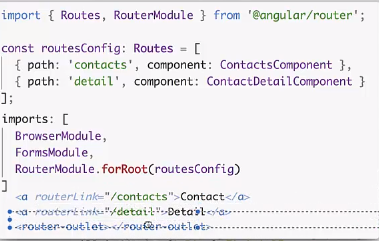 import { Routes, RouterModule } from '@angular/router';
const routesConfig: Routes = [
{ path: 'contacts', component: ContactsComponent },
{ path: 'detail', component: ContactDetailComponent }
];
imports: [
BrowserModule,
FormsModule,
RouterModule.forRoot(routesConfig)
]
<a routerLink="/contacts">Contact</a>
<a routerLink="/detail">Detail</a>
<router-outlet></router-outlet>